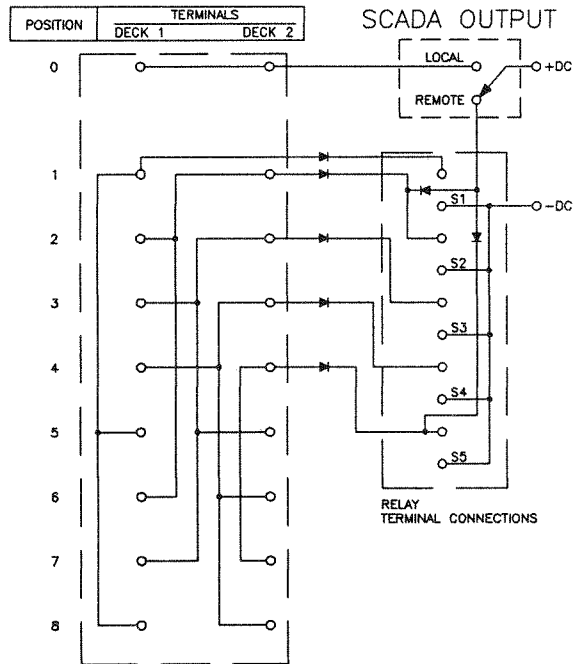 SCADA OUTPUT
POSITION
TERMINALS
DECK 1 DECK 2
LOCAL
REMOTE
+DC
-DC
0
1
2
3
4
5
6
7
8
S1
S2
S3
S4
S5
RELAY
TERMINAL CONNECTIONS